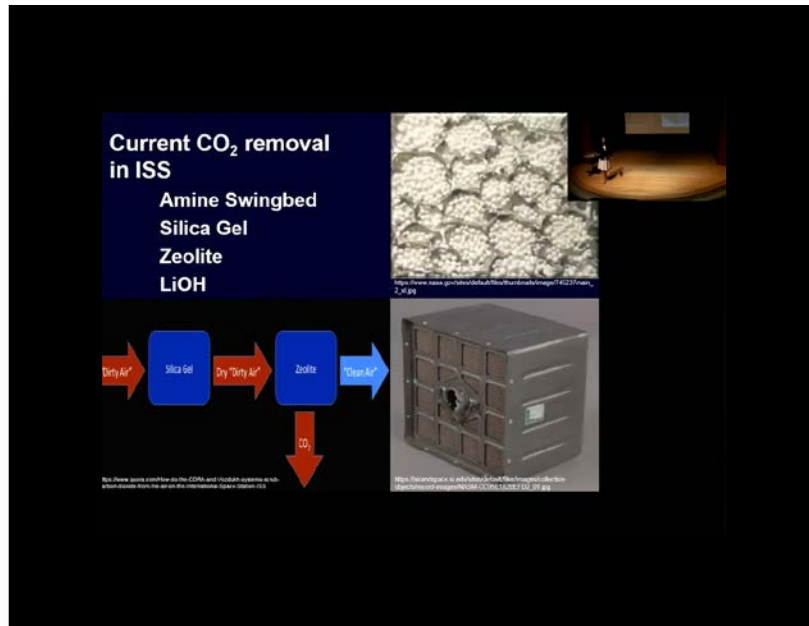 Current CO₂ removal
in ISS
Amine Swingbed
Silica Gel
Zeolite
LiOH
"Dirty Air"
Silica Gel
Dry "Dirty Air"
Zeolite
"Clean Air"
CO₂